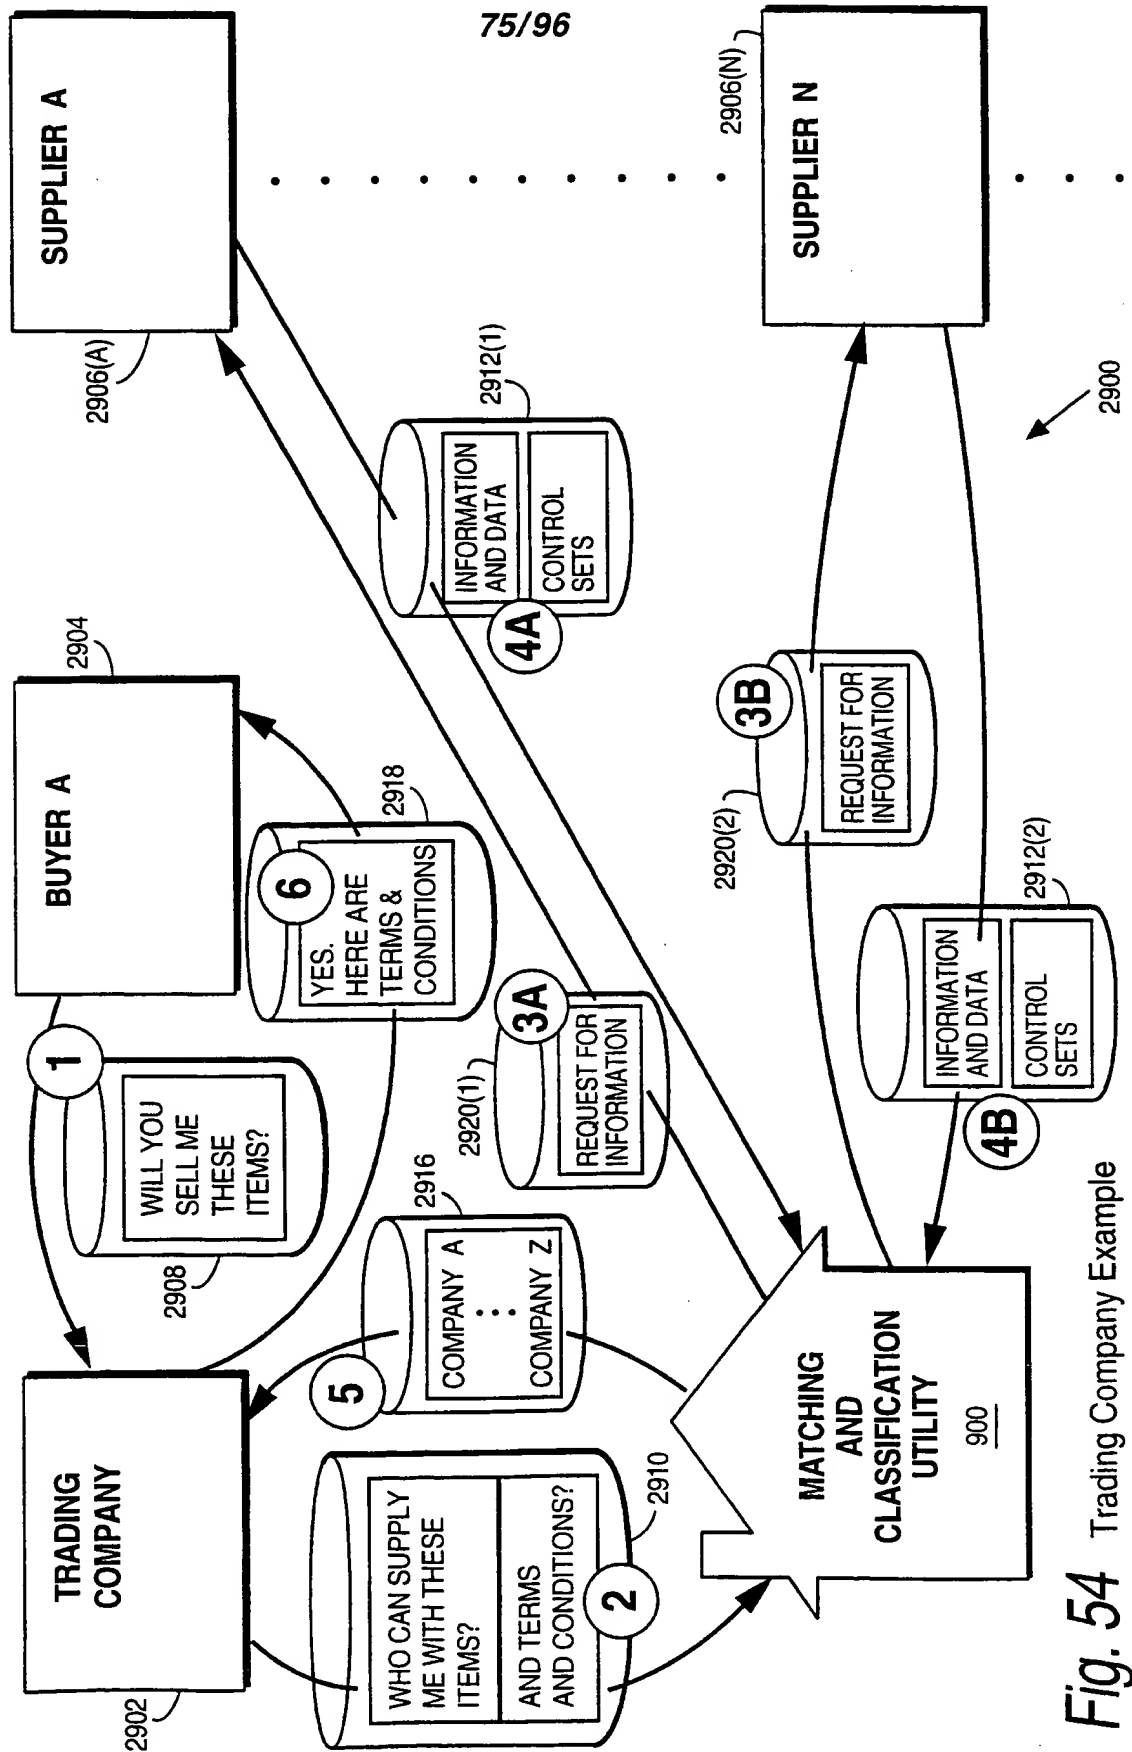 75/96
TRADING
COMPANY
2902
BUYER A
2904
SUPPLIER A
2906(A)
1
WILL YOU
SELL ME
THESE
ITEMS?
2908
6
YES.
HERE ARE
TERMS &
CONDITIONS
2918
WHO CAN SUPPLY
ME WITH THESE
ITEMS?
AND TERMS
AND CONDITIONS?
2
2910
5
COMPANY A
COMPANY Z
2916
3A
REQUEST FOR
INFORMATION
2920(1)
4A
INFORMATION
AND DATA
CONTROL
SETS
2912(1)
MATCHING
AND
CLASSIFICATION
UTILITY
900
4B
INFORMATION
AND DATA
CONTROL
SETS
2912(2)
3B
REQUEST FOR
INFORMATION
2920(2)
SUPPLIER N
2906(N)
2900
Fig. 54 Trading Company Example